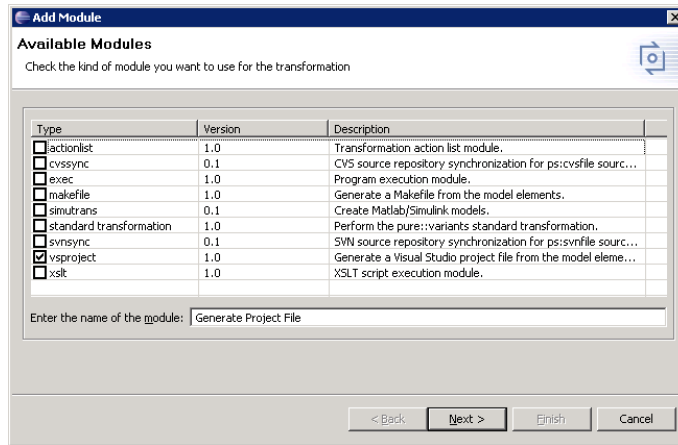 Add Module
Available Modules
Check the kind of module you want to use for the transformation
Type Version Description
actionlist 1.0 Transformation action list module.
cvssync 0.1 CVS source repository synchronization for ps:cvsfile sourc...
exec 1.0 Program execution module.
makefile 1.0 Generate a Makefile from the model elements.
simutrans 0.1 Create Matlab/Simulink models.
standard transformation 1.0 Perform the pure::variants standard transformation.
svnsync 0.1 SVN source repository synchronization for ps:svnfile sourc...
vsproject 1.0 Generate a Visual Studio project file from the model eleme...
xslt 1.0 XSLT script execution module.
Enter the name of the module: Generate Project File
< Back Next > Finish Cancel